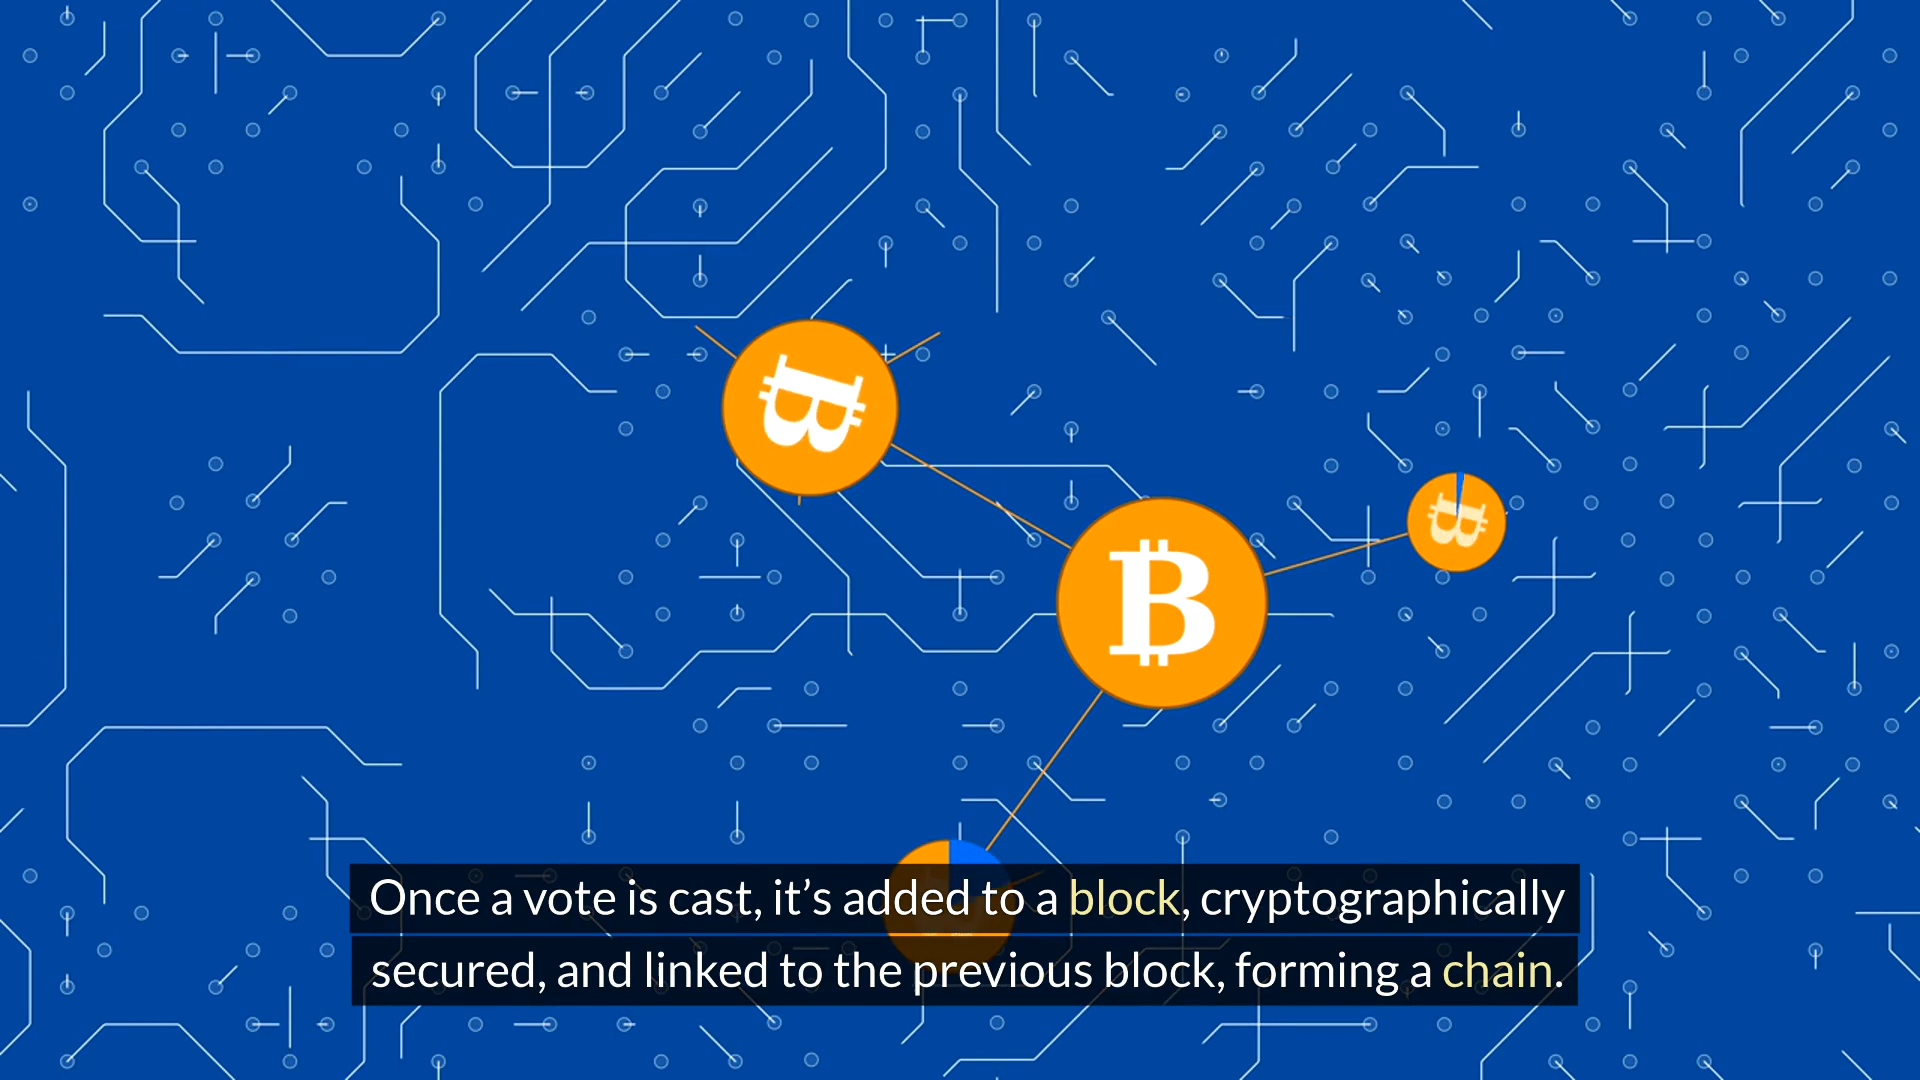 Once a vote is cast, it’s added to a block, cryptographically
secured, and linked to the previous block, forming a chain.